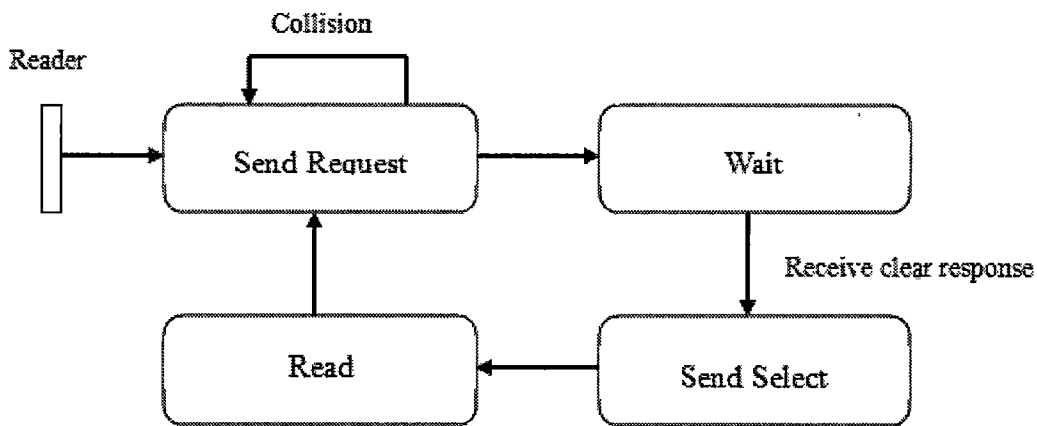 Collision
Reader
Send Request
Wait
Receive clear response
Read
Send Select